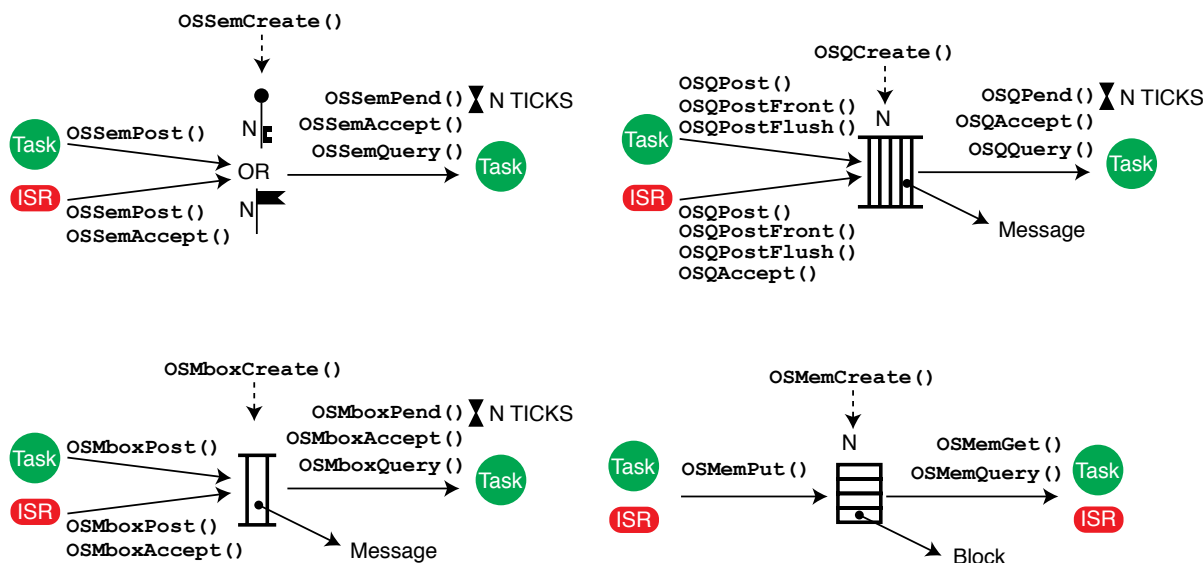 OSSemCreate()
OSSemPend() N TICKS
OSSemAccept()
OSSemQuery()
Task
OSSemPost()
N
OR
N
Task
ISR
OSSemPost()
OSSemAccept()
OSQCreate()
OSQPost()
OSQPostFront()
OSQPostFlush()
N
OSQPend() N TICKS
OSQAccept()
OSQQuery()
Task
Task
ISR
OSQPost()
OSQPostFront()
OSQPostFlush()
OSQAccept()
Message
OSMboxCreate()
OSMboxPend() N TICKS
OSMboxAccept()
OSMboxQuery()
Task
OSMboxPost()
Task
ISR
OSMboxPost()
OSMboxAccept()
Message
OSMemCreate()
N
OSMemGet()
OSMemQuery()
Task
OSMemPut()
Task
ISR
ISR
Block